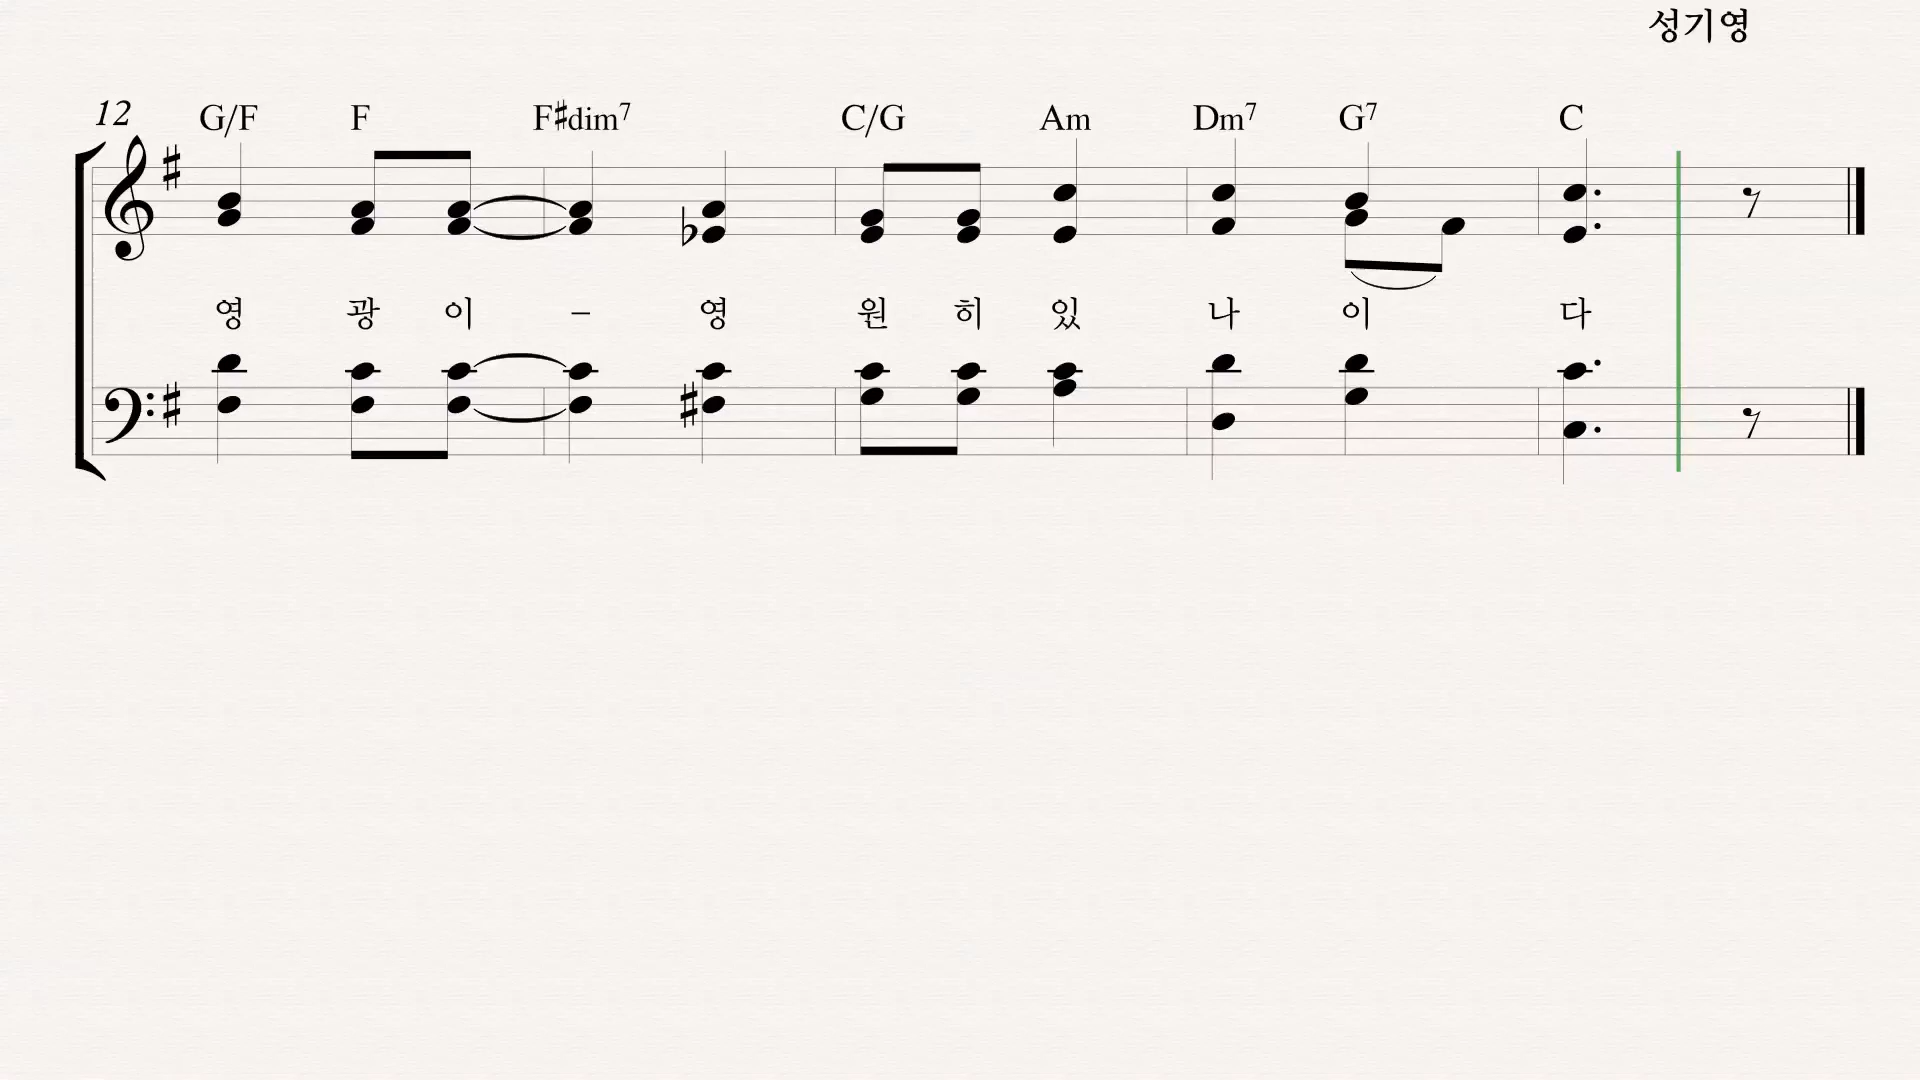 성기영
12 G/F F F♯dim7 C/G Am Dm7 G7 C
영 광 이 – 영 원 히 있 나 이 다